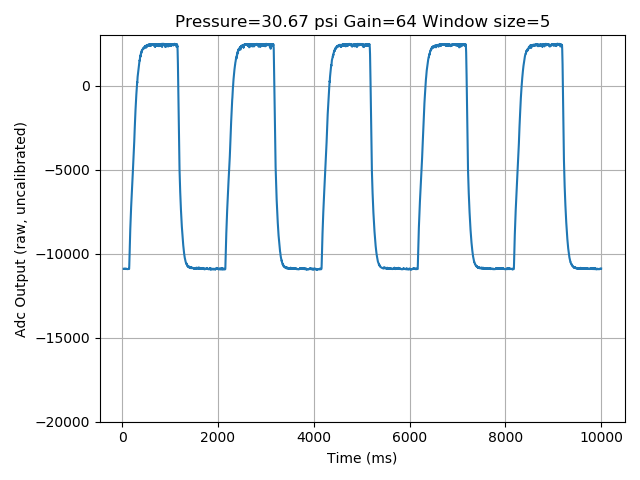 Pressure=30.67 psi Gain=64 Window size=5
Adc Output (raw, uncalibrated)
0
−5000
−10000
−15000
−20000
0 2000 4000 6000 8000 10000
Time (ms)